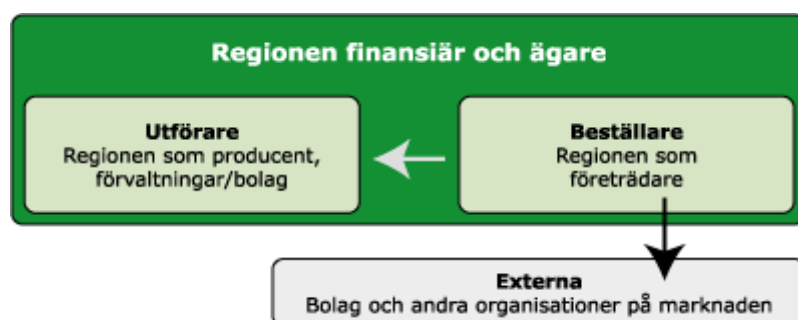 Regionen finansiär och ägare
Utförare
Regionen som producent,
förvaltningar/bolag
Beställare
Regionen som
företrädare
Externa
Bolag och andra organisationer på marknaden